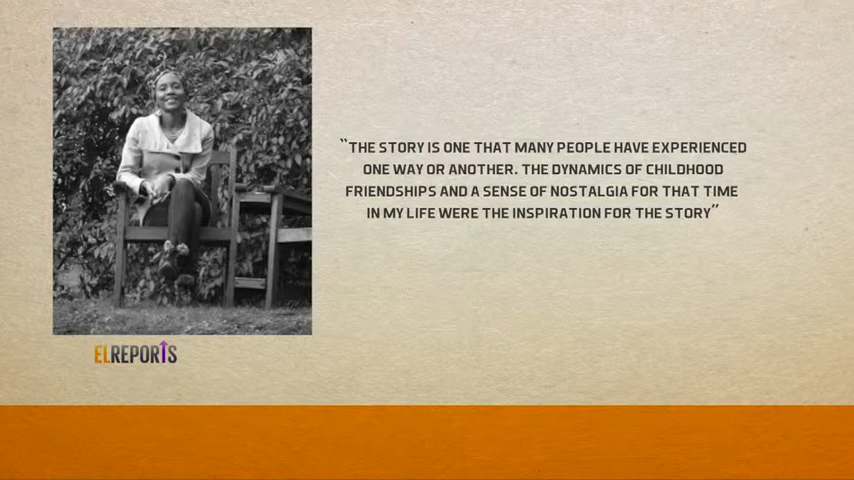 “THE STORY IS ONE THAT MANY PEOPLE HAVE EXPERIENCED
ONE WAY OR ANOTHER. THE DYNAMICS OF CHILDHOOD
FRIENDSHIPS AND A SENSE OF NOSTALGIA FOR THAT TIME
IN MY LIFE WERE THE INSPIRATION FOR THE STORY”
ELREPORTS